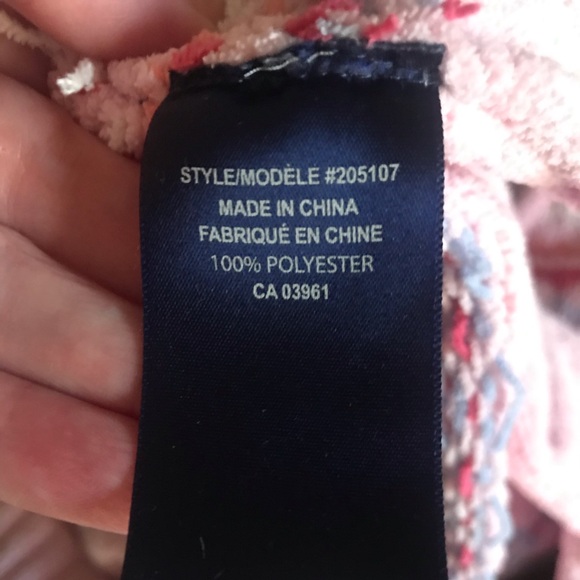 STYLE/MODÈLE #205107
MADE IN CHINA
FABRIQUÉ EN CHINE
100% POLYESTER
CA 03961